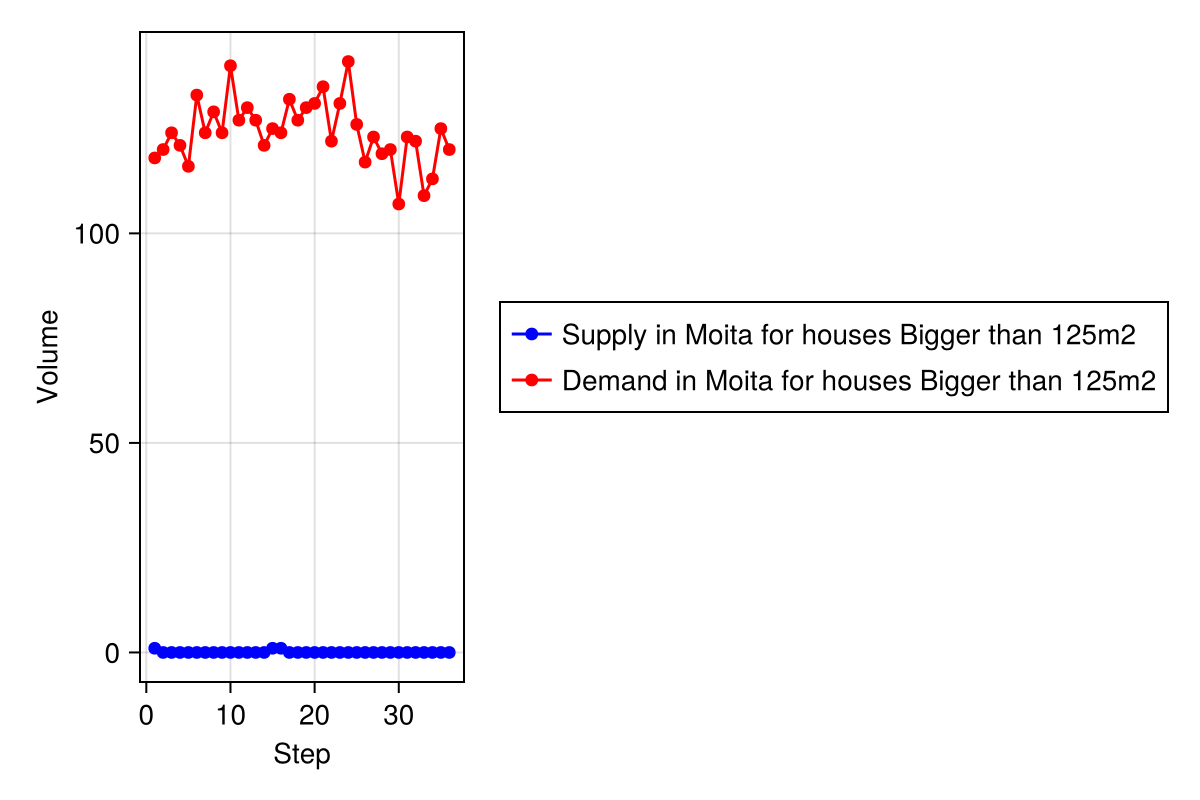 100
50
0
Volume
0 10 20 30
Step
Supply in Moita for houses Bigger than 125m2
Demand in Moita for houses Bigger than 125m2